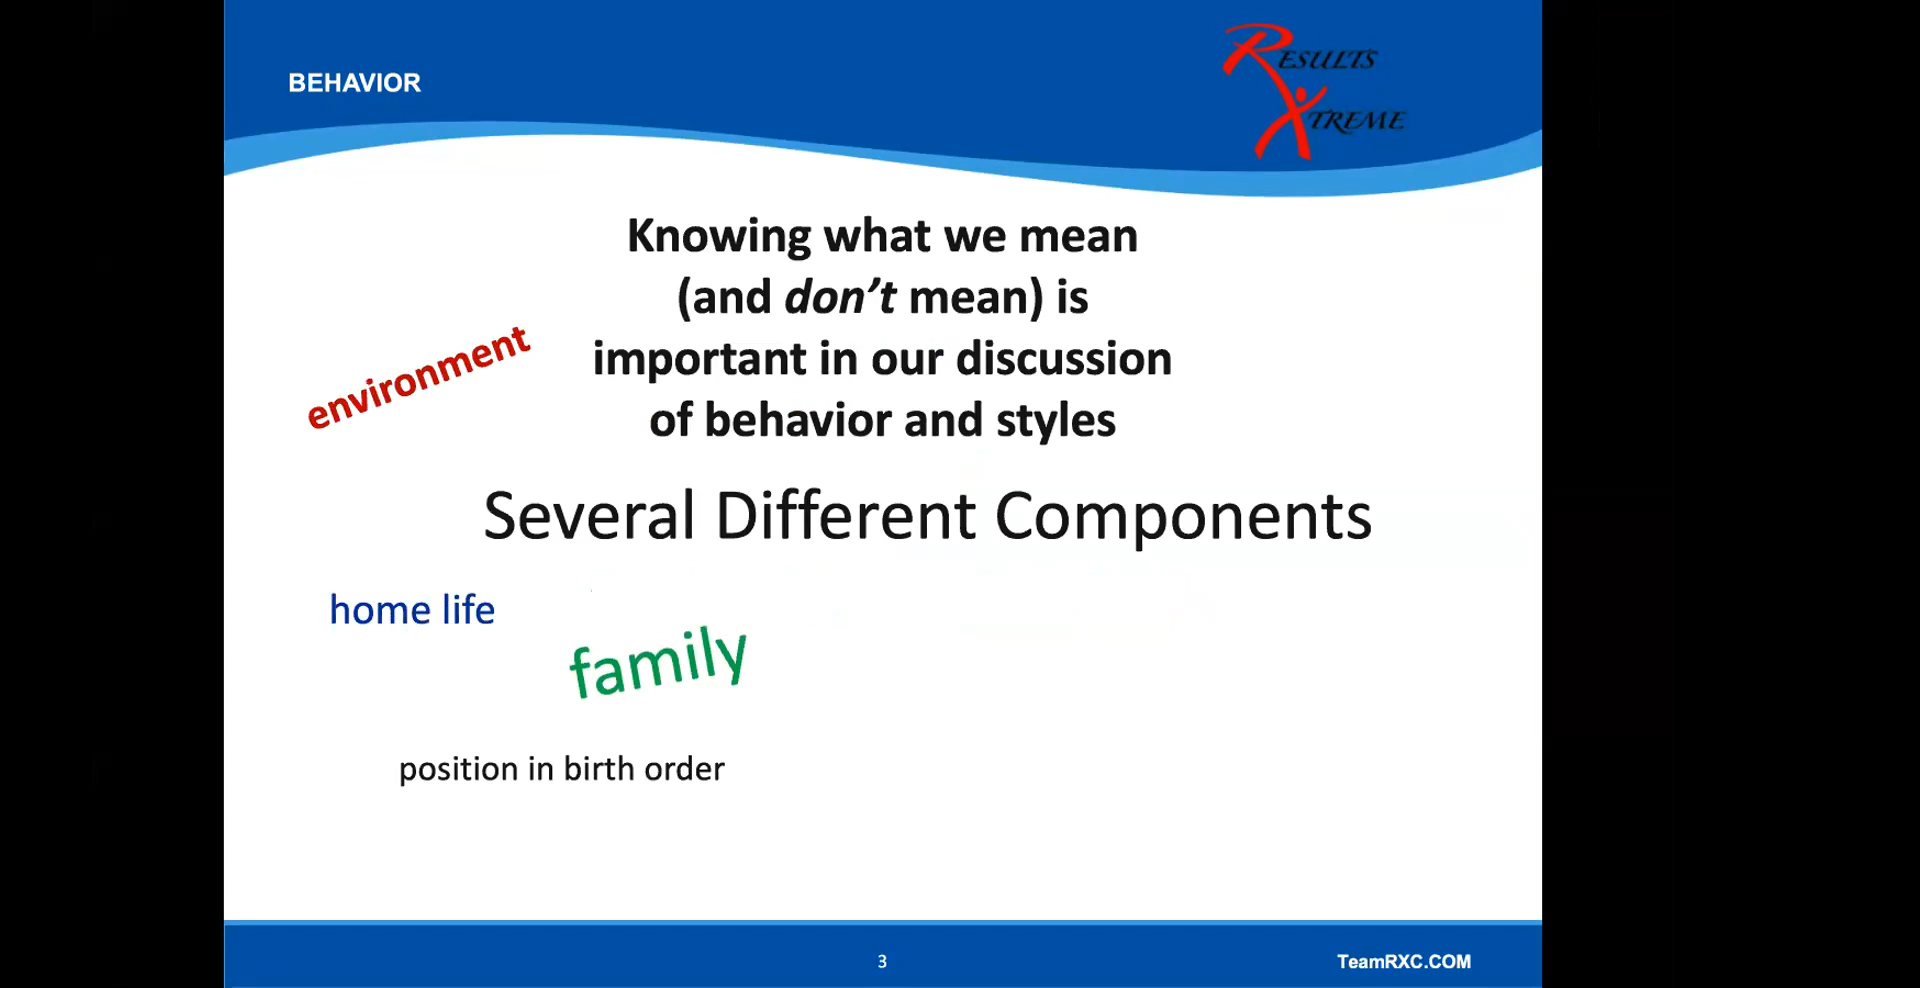 BEHAVIOR
RESULTS
XTREME
Knowing what we mean
(and don't mean) is
important in our discussion
of behavior and styles
environment
Several Different Components
home life
family
position in birth order
3
TeamRXC.COM